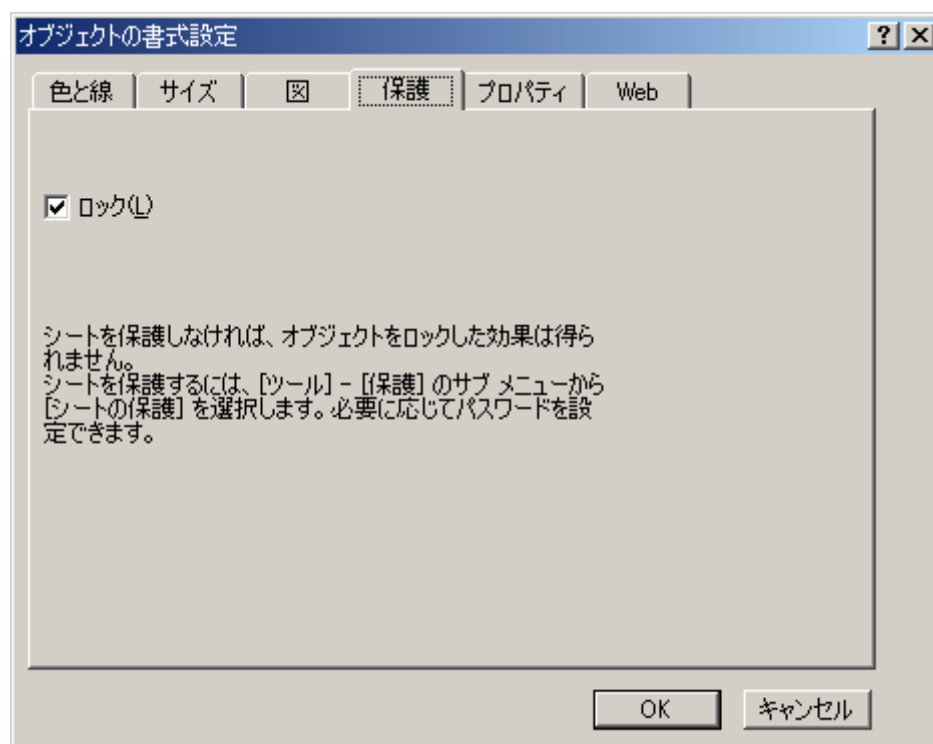 オブジェクトの書式設定
色と線 サイズ 図 保護 プロパティ Web
ロック(L)
シートを保護しなければ、オブジェクトをロックした効果は得ら
れません。
シートを保護するには、[ツール] - [保護] のサブ メニューから
[シートの保護] を選択します。必要に応じてパスワードを設
定できます。
OK キャンセル